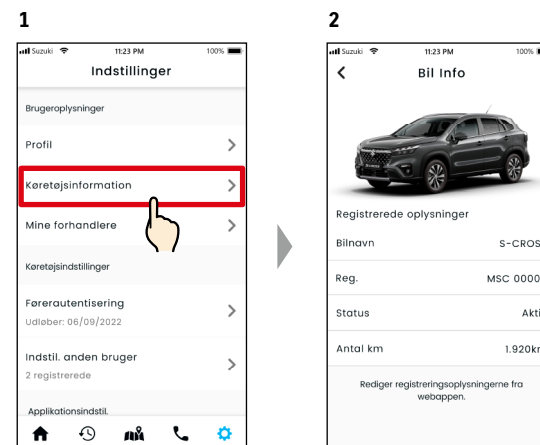 1
Suzuki 11:23 PM 100%
Indstillinger
Brugeroplysninger
Profil
Køretøjsinformation
Mine forhandlere
Køretøjsindstillinger
Førerautentisering
Udløber: 06/09/2022
Indstil. anden bruger
2 registrerede
Applikationsindstil.
2
Suzuki 11:23 PM 100%
Bil Info
Registrerede oplysninger
Bilnavn S-CROS
Reg. MSC 0000
Status Akti
Antal km 1.920k
Rediger registreringsoplysningerne fra
webappen.